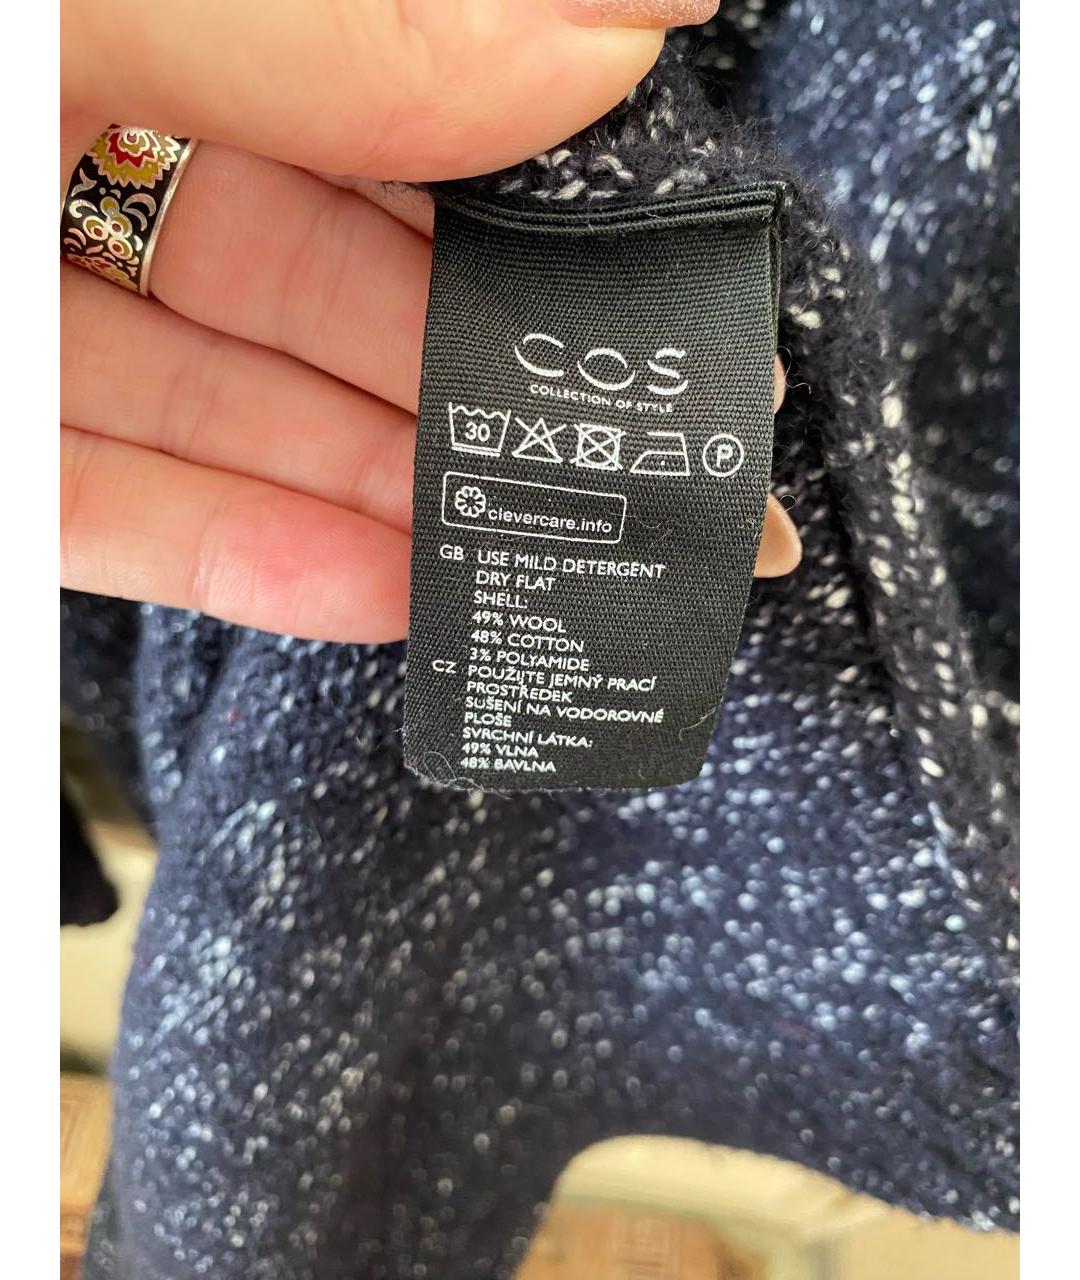 COS
COLLECTION OF STYLE
30
P
clevercare.info
GB USE MILD DETERGENT
DRY FLAT
SHELL:
49% WOOL
48% COTTON
3% POLYAMIDE
CZ POUŽIJTE JEMNÝ PRACÍ
PROSTŘEDEK
SUŠENÍ NA VODOROVNÉ
PLOŠE
SVRCHNÍ LÁTKA:
49% VLNA
48% BAVLNA